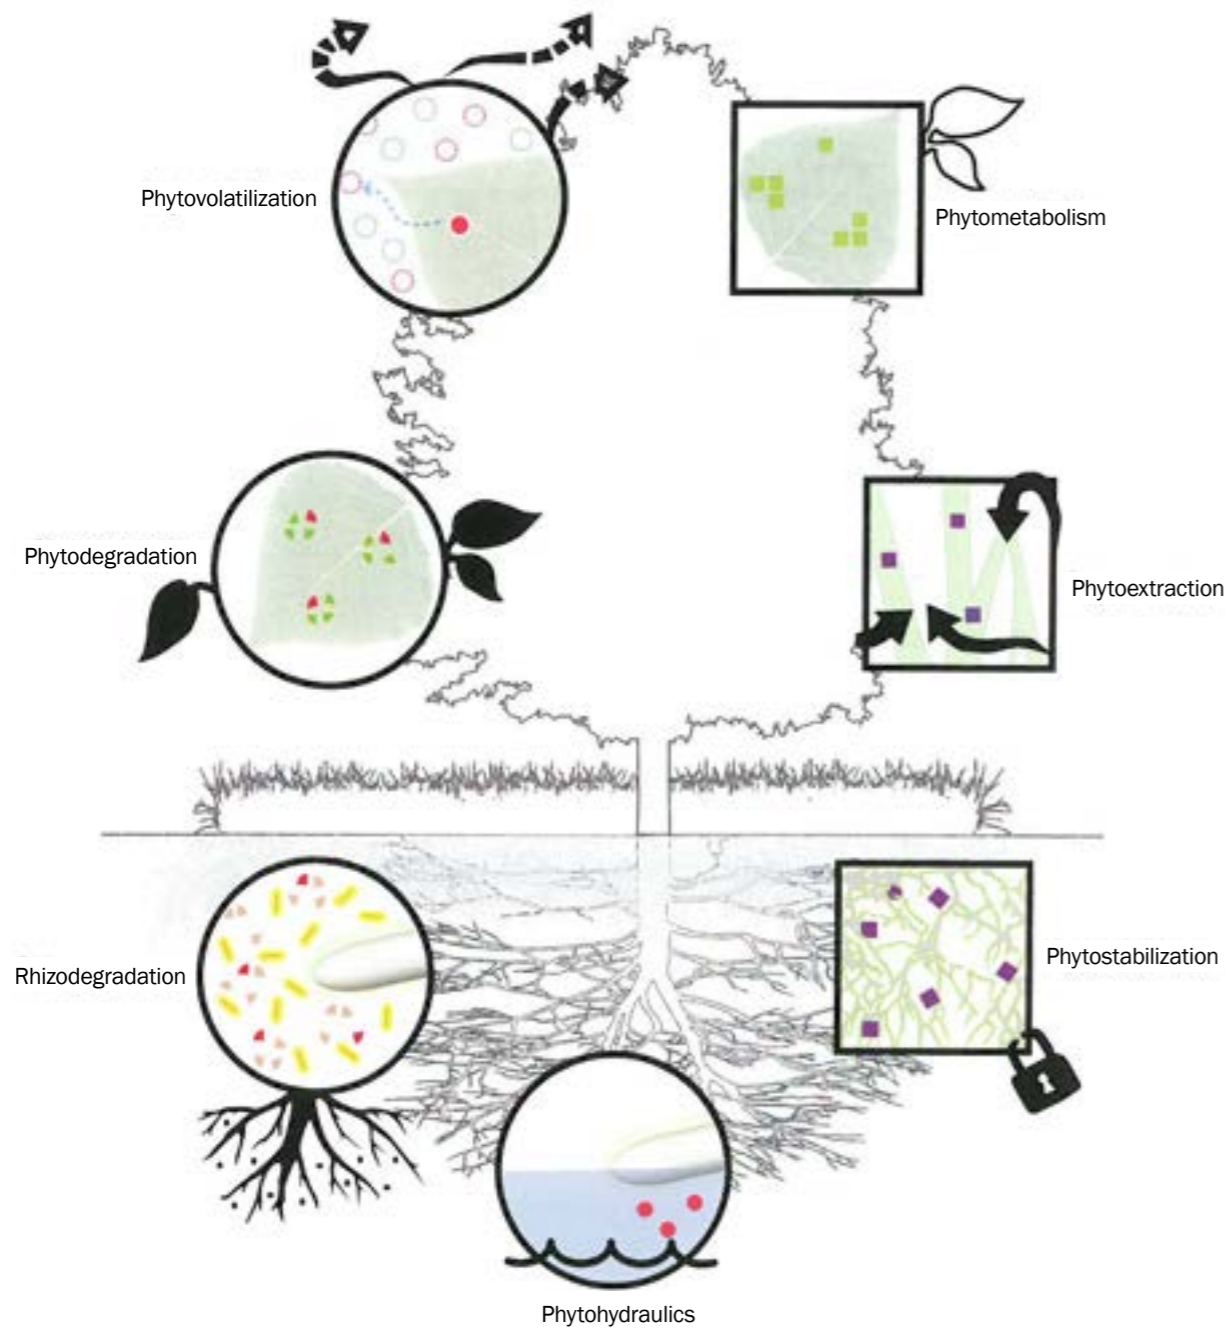 Phytovolatilization
Phytometabolism
Phytodegradation
Phytoextraction
Rhizodegradation
Phytostabilization
Phytohydraulics